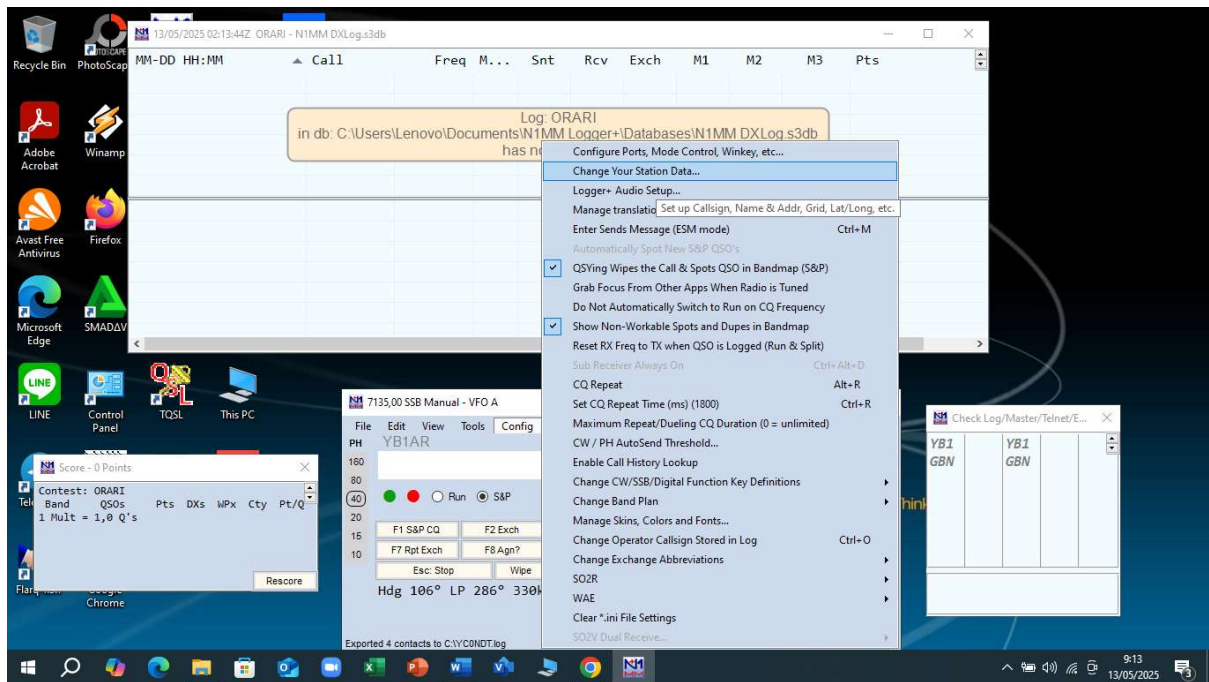 Recycle Bin
PhotoScap
Adobe
Acrobat
Winamp
Avast Free
Antivirus
Firefox
Microsoft
Edge
SMADΔV
LINE
Control
Panel
TQSL
This PC
Chrome
13/05/2025 02:13:44Z ORARI - N1MM DXLog.s3db
MM-DD HH:MM Call Freq M... Snt Rcv Exch M1 M2 M3 Pts
Log: ORARI
in db: C:\Users\Lenovo\Documents\N1MM Logger+\Databases\N1MM DXLog.s3db
has
Configure Ports, Mode Control, Winkey, etc...
Change Your Station Data...
Logger+ Audio Setup...
Manage translatio
Set up Callsign, Name & Addr, Grid, Lat/Long, etc.
Enter Sends Message (ESM mode) Ctrl+M
Automatically Spot New S&P QSO's
QSYing Wipes the Call & Spots QSO in Bandmap (S&P)
Grab Focus From Other Apps When Radio is Tuned
Do Not Automatically Switch to Run on CQ Frequency
Show Non-Workable Spots and Dupes in Bandmap
Reset RX Freq to TX when QSO is Logged (Run & Split)
Sub Receiver Always On Ctrl+Alt+D
CQ Repeat Alt+R
Set CQ Repeat Time (ms) (1800) Ctrl+R
Maximum Repeat/Dueling CQ Duration (0 = unlimited)
CW / PH AutoSend Threshold...
Enable Call History Lookup
Change CW/SSB/Digital Function Key Definitions
Change Band Plan
Manage Skins, Colors and Fonts...
Change Operator Callsign Stored in Log Ctrl+O
Change Exchange Abbreviations
SO2R
WAE
Clear *.ini File Settings
SO2V Dual Receive...
7135,00 SSB Manual - VFO A
File Edit View Tools Config
PH YB1AR
160
80
40 Run S&P
20
15
10
F1 S&P CQ F2 Exch
F7 Rpt Exch F8 Agn?
Esc: Stop Wipe
Hdg 106° LP 286° 330k
Exported 4 contacts to C:\YC0NDT.log
Score - 0 Points
Contest: ORARI
Band QSOs Pts DXs WPx Cty Pt/Q
1 Mult = 1,0 Q's
Rescore
Check Log/Master/Telnet/E...
YB1 YB1
GBN GBN
9:13
13/05/2025
3